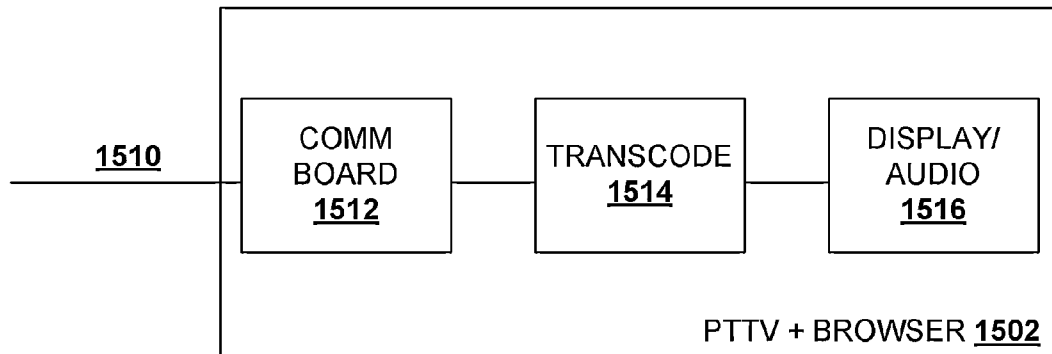 1510
COMM
BOARD
1512
TRANSCODE
1514
DISPLAY/
AUDIO
1516
PTTV + BROWSER 1502